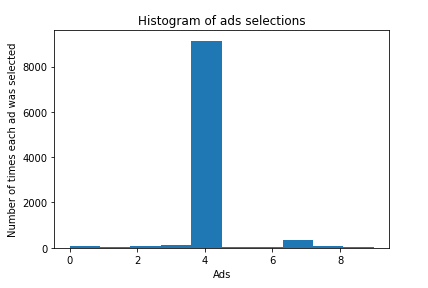 Histogram of ads selections
Number of times each ad was selected
8000
6000
4000
2000
0
0 2 4 6 8
Ads